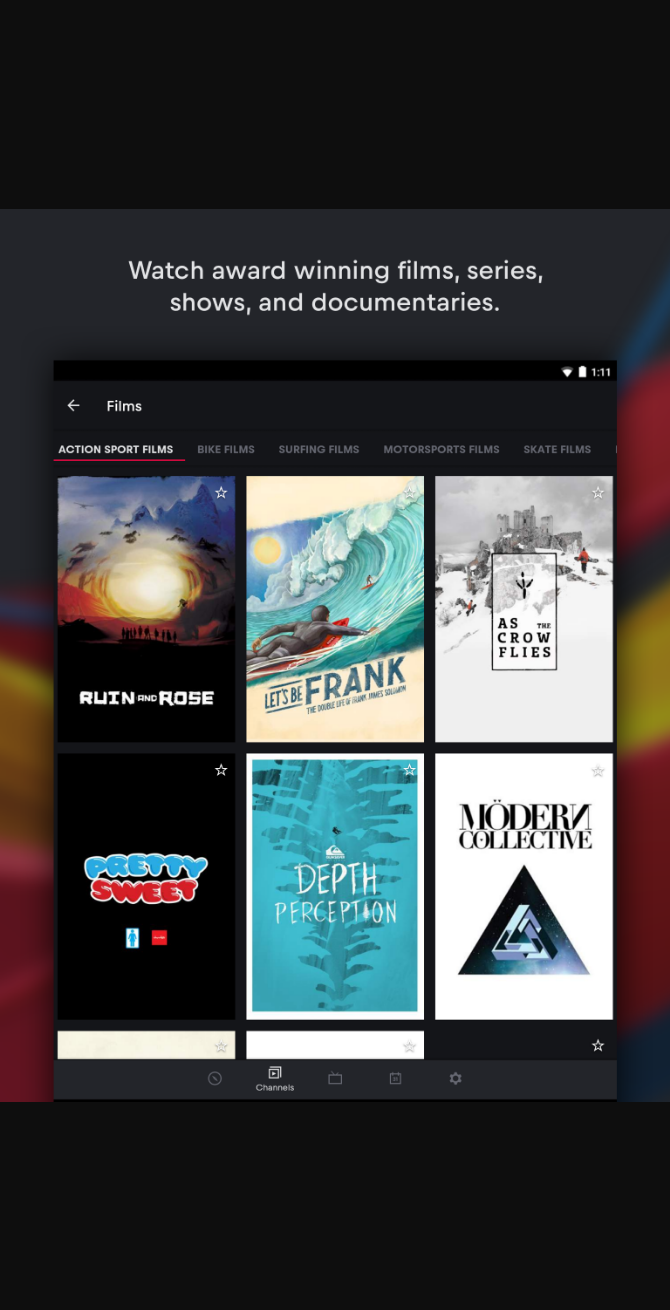 Watch award winning films, series,
shows, and documentaries.
1:11
Films
ACTION SPORT FILMS BIKE FILMS SURFING FILMS MOTORSPORTS FILMS SKATE FILMS
RUIN AND ROSE
LET'S BE FRANK
THE DOUBLE LIFE OF FRANK JAMES SOLOMON
AS THE
CROW
FLIES
PRETTY
SWEET
DEPTH
PERCEPTION
MÖDERN
COLLECTIVE
Channels